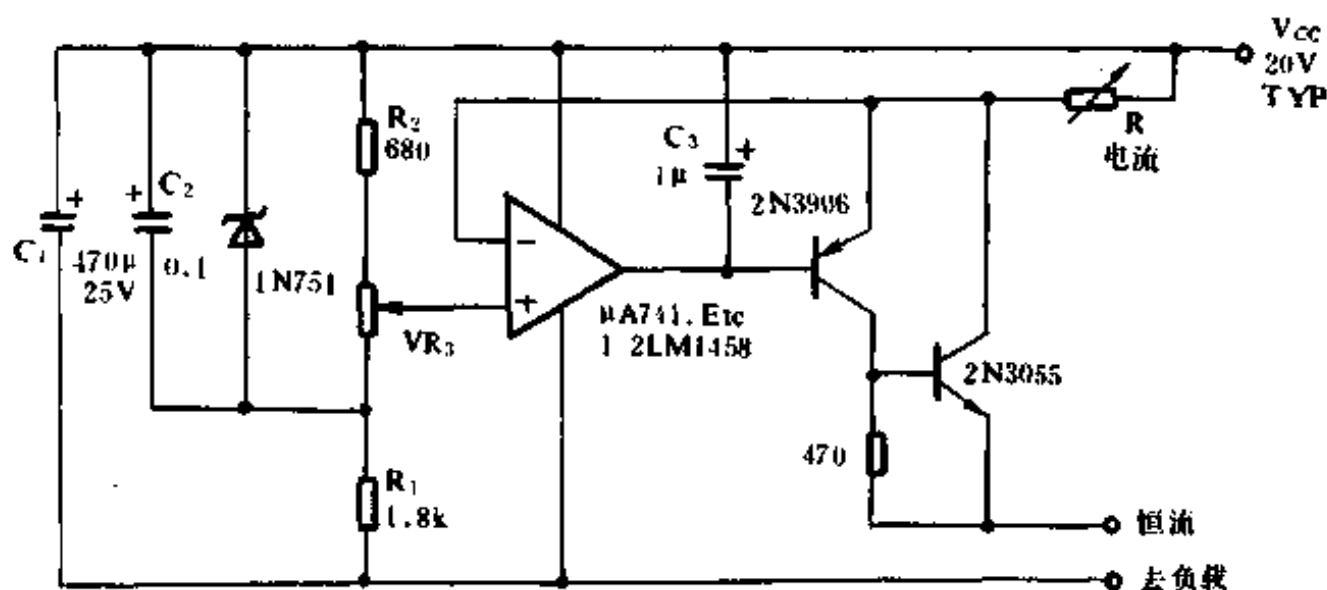 Vcc
20V
TYP
R₂
680
C₃
1μ
R
电流
2N3906
C₂
C₁
470μ
25V
0.1
1N751
−
+
VR₃
μA741.Etc
1 2LM1458
2N3055
470
R₁
1.8k
恒流
去负载